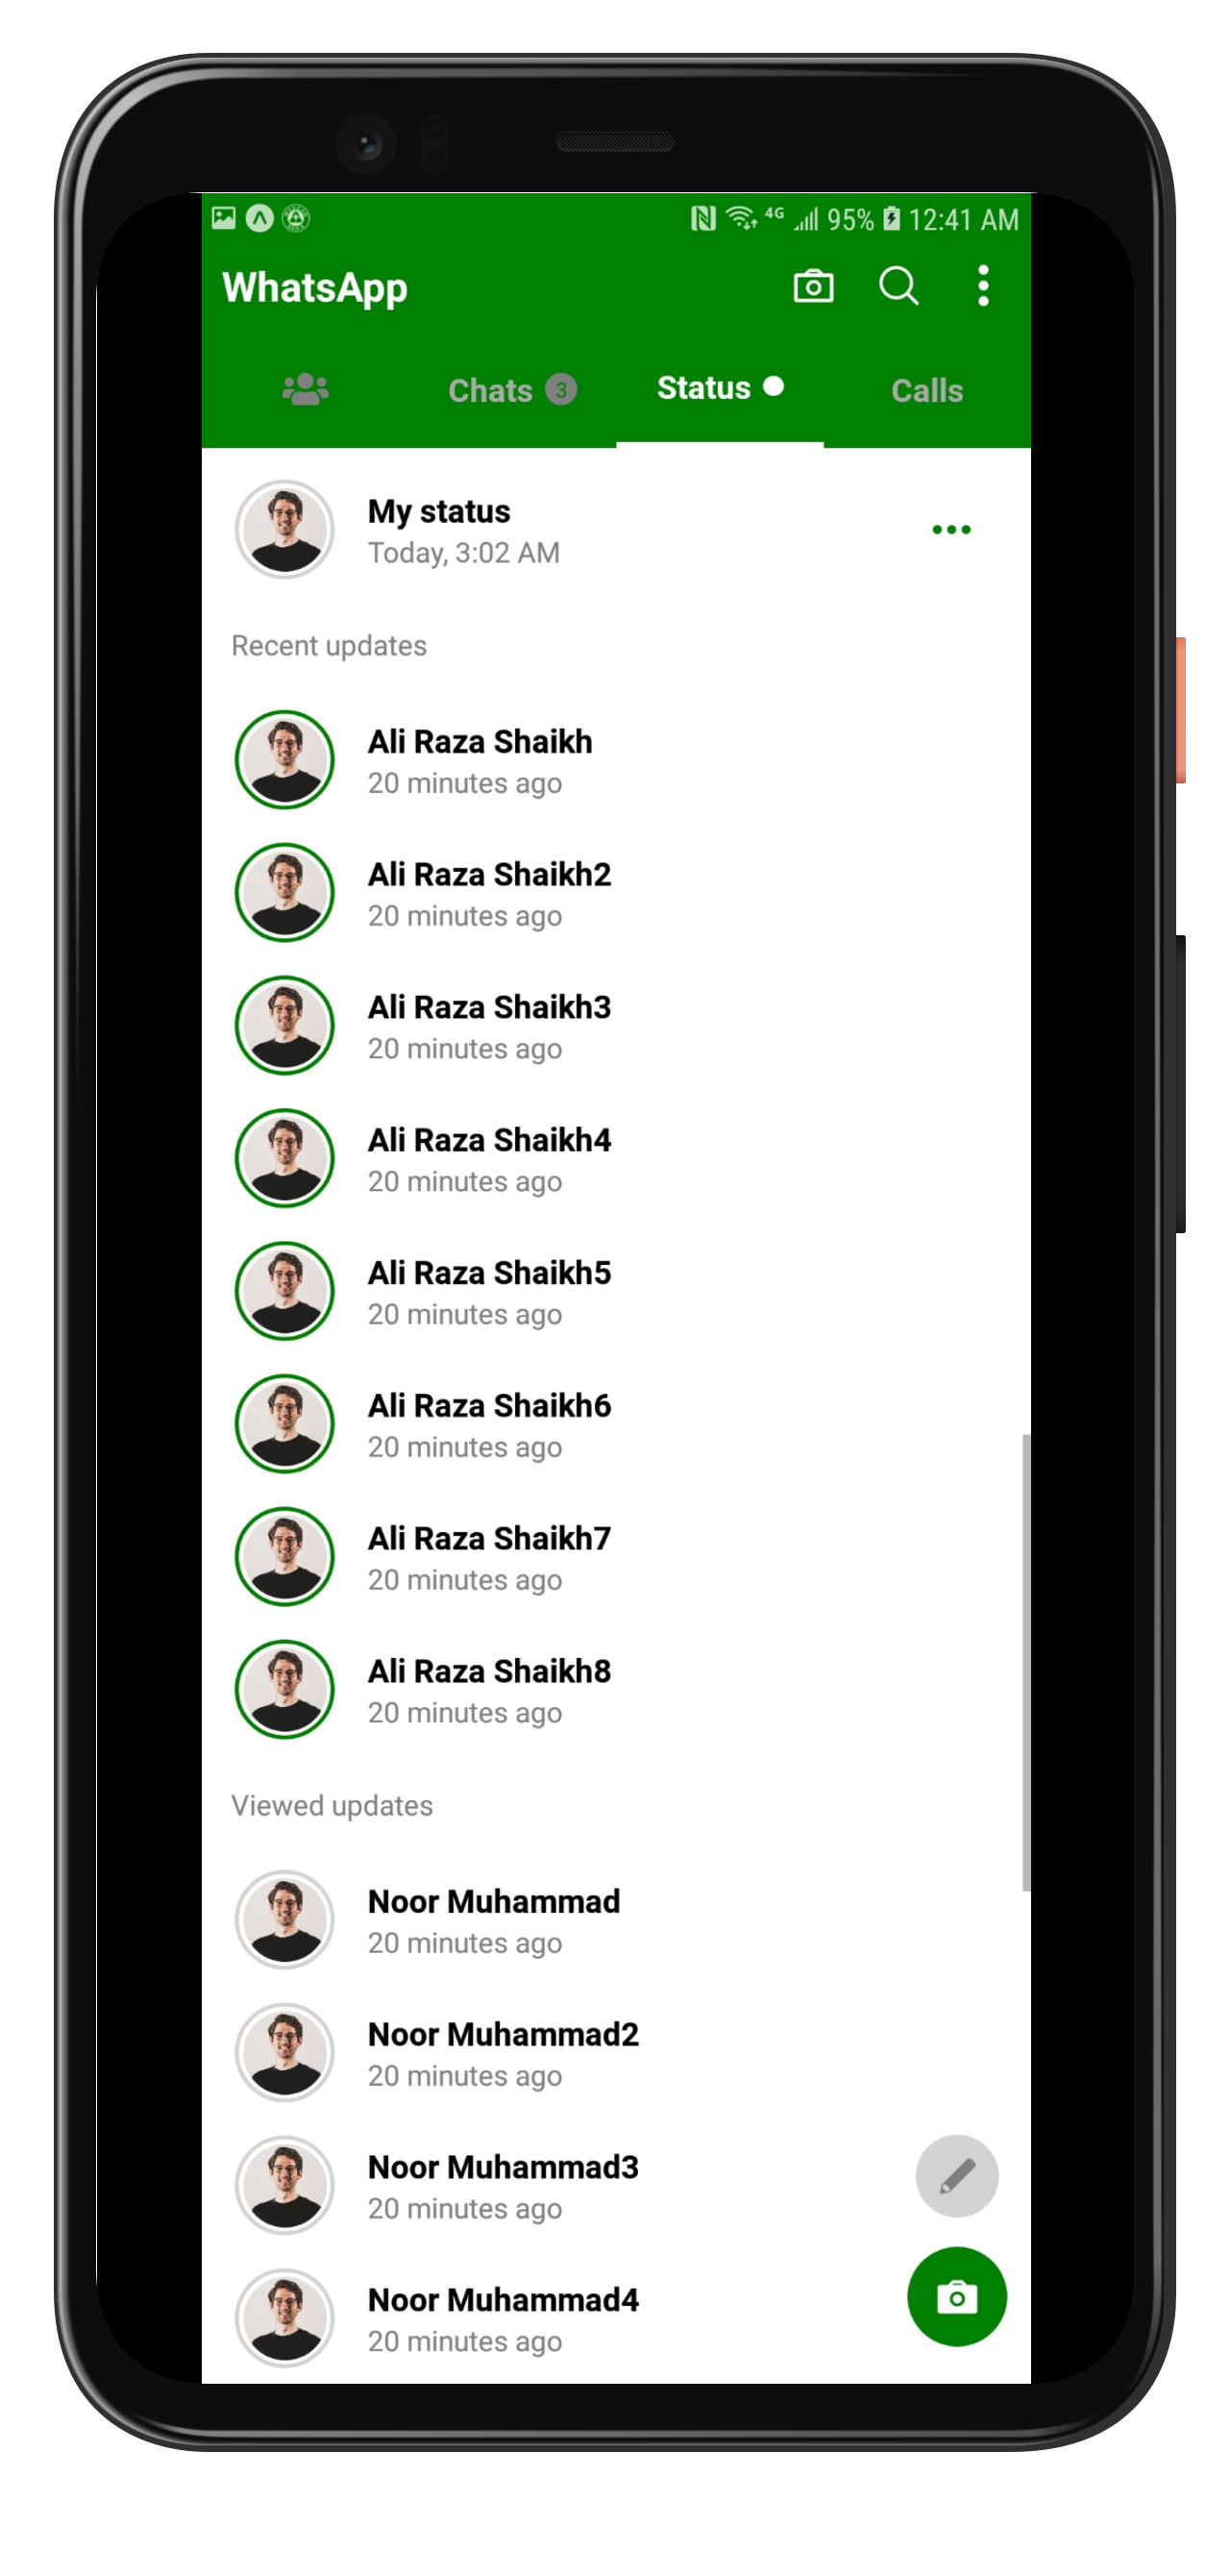 4G 95% 12:41 AM
WhatsApp
Chats 3 Status Calls
My status
Today, 3:02 AM
Recent updates
Ali Raza Shaikh
20 minutes ago
Ali Raza Shaikh2
20 minutes ago
Ali Raza Shaikh3
20 minutes ago
Ali Raza Shaikh4
20 minutes ago
Ali Raza Shaikh5
20 minutes ago
Ali Raza Shaikh6
20 minutes ago
Ali Raza Shaikh7
20 minutes ago
Ali Raza Shaikh8
20 minutes ago
Viewed updates
Noor Muhammad
20 minutes ago
Noor Muhammad2
20 minutes ago
Noor Muhammad3
20 minutes ago
Noor Muhammad4
20 minutes ago